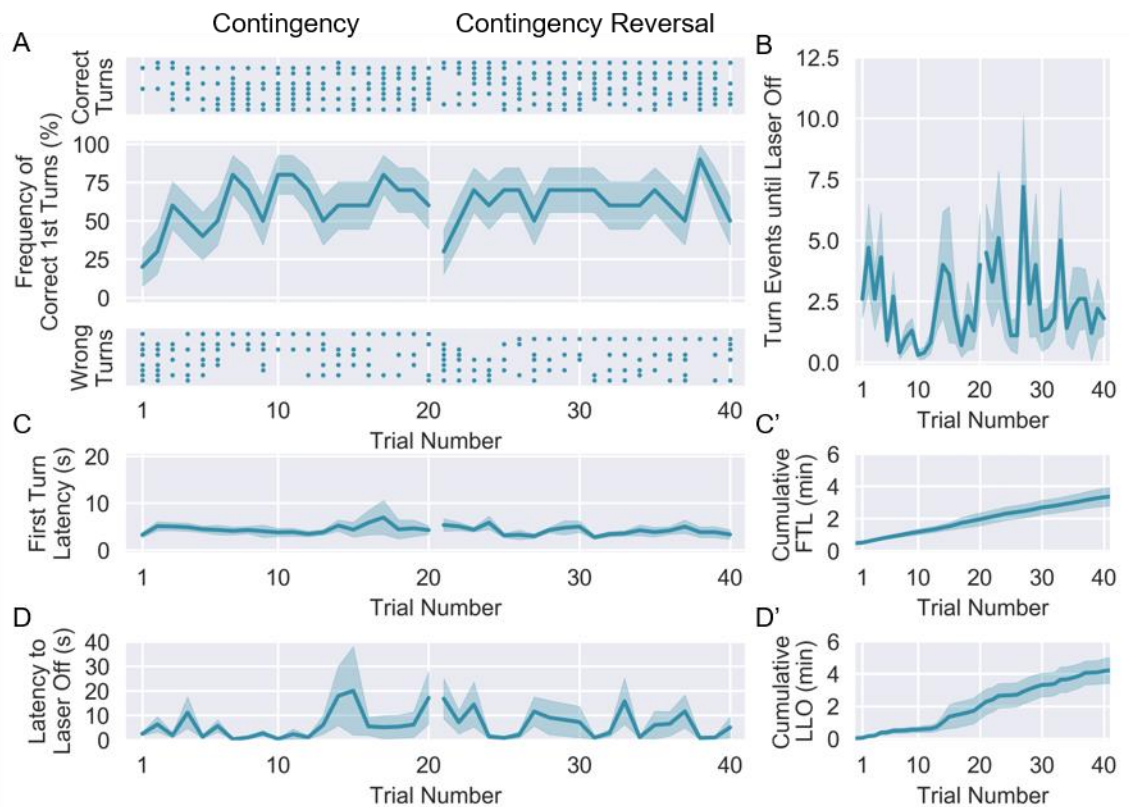 Contingency
Contingency Reversal
A
Correct
Turns
Frequency of
Correct 1st Turns (%)
100
75
50
25
0
Wrong
Turns
1
10
20
30
40
Trial Number
B
Turn Events until Laser Off
12.5
10.0
7.5
5.0
2.5
0.0
1
10
20
30
40
Trial Number
C
First Turn
Latency (s)
20
10
0
1
10
20
30
40
Trial Number
C'
Cumulative
FTL (min)
6
4
2
0
1
10
20
30
40
Trial Number
D
Latency to
Laser Off (s)
40
30
20
10
0
1
10
20
30
40
Trial Number
D'
Cumulative
LLO (min)
6
4
2
0
1
10
20
30
40
Trial Number